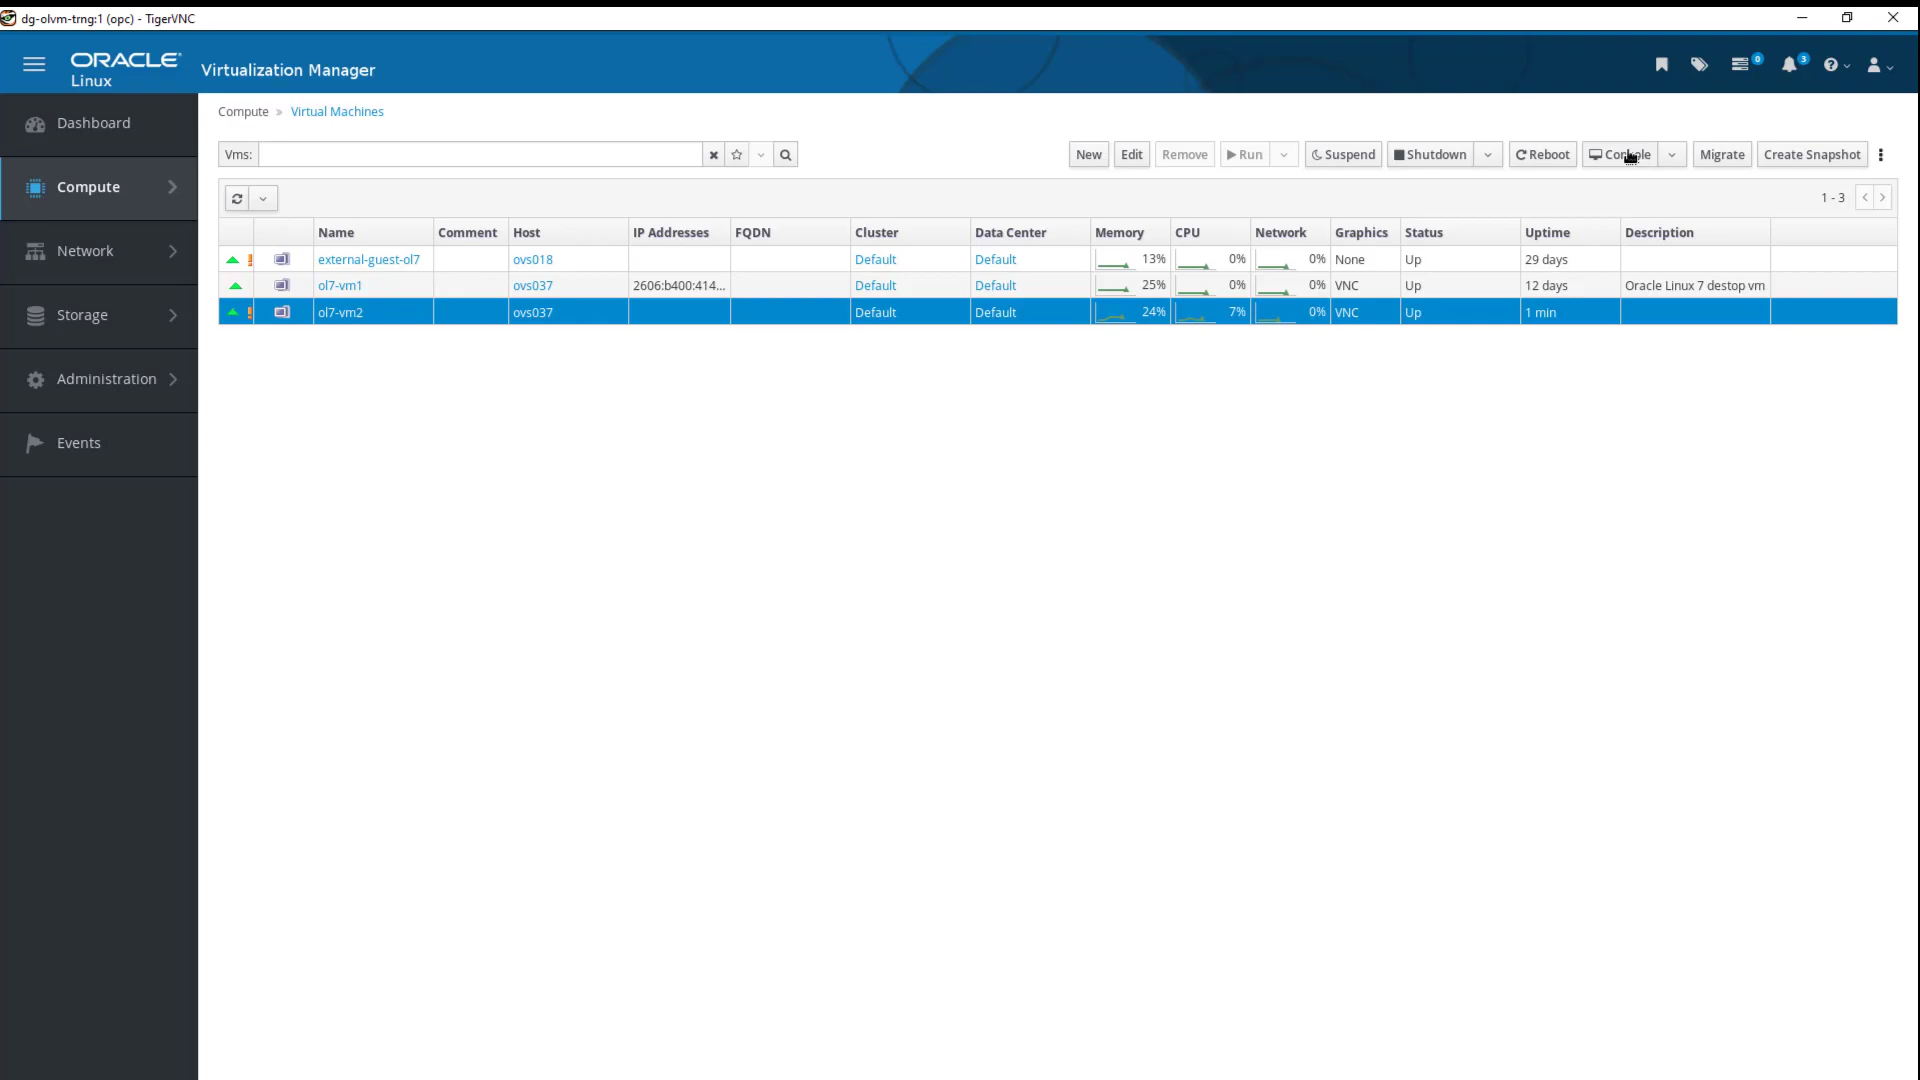 dg-olvm-trng:1 (opc) - TigerVNC
ORACLE Linux Virtualization Manager
0
3
Dashboard
Compute
Network
Storage
Administration
Events
Compute » Virtual Machines
Vms:
New Edit Remove Run Suspend Shutdown Reboot Console Migrate Create Snapshot
1 - 3
Name Comment Host IP Addresses FQDN Cluster Data Center Memory CPU Network Graphics Status Uptime Description
external-guest-ol7 ovs018 Default Default 13% 0% 0% None Up 29 days
ol7-vm1 ovs037 2606:b400:414... Default Default 25% 0% 0% VNC Up 12 days Oracle Linux 7 destop vm
ol7-vm2 ovs037 Default Default 24% 7% 0% VNC Up 1 min